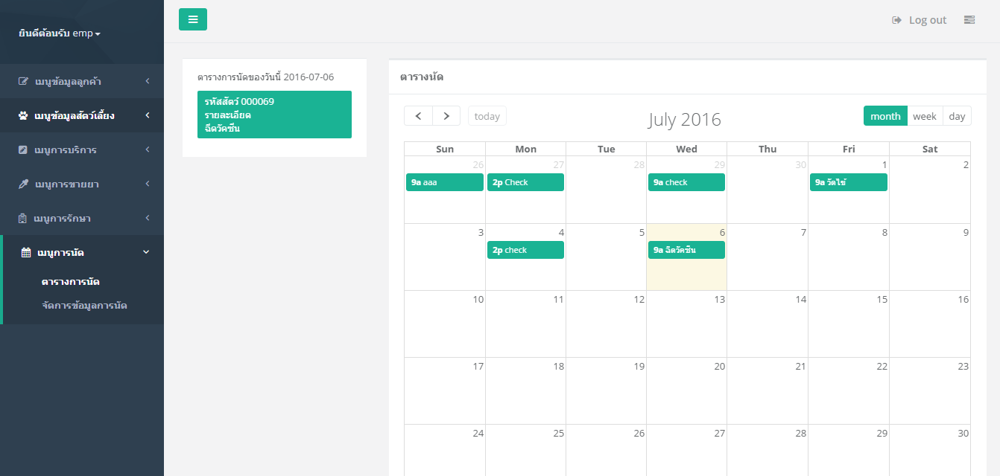 ยินดีต้อนรับ emp
เมนูข้อมูลลูกค้า
เมนูข้อมูลสัตว์เลี้ยง
เมนูการบริการ
เมนูการขายยา
เมนูการรักษา
เมนูการนัด
ตารางการนัด
จัดการข้อมูลการนัด
Log out
ตารางการนัดของวันนี้ 2016-07-06
รหัสสัตว์ 000069
รายละเอียด
ฉีดวัคซีน
ตารางนัด
today
July 2016
month week day
Sun Mon Tue Wed Thu Fri Sat
26 27 28 29 30 1 2
9a aaa 2p Check 9a check 9a วัดไข้
3 4 5 6 7 8 9
2p check 9a ฉีดวัคซีน
10 11 12 13 14 15 16
17 18 19 20 21 22 23
24 25 26 27 28 29 30